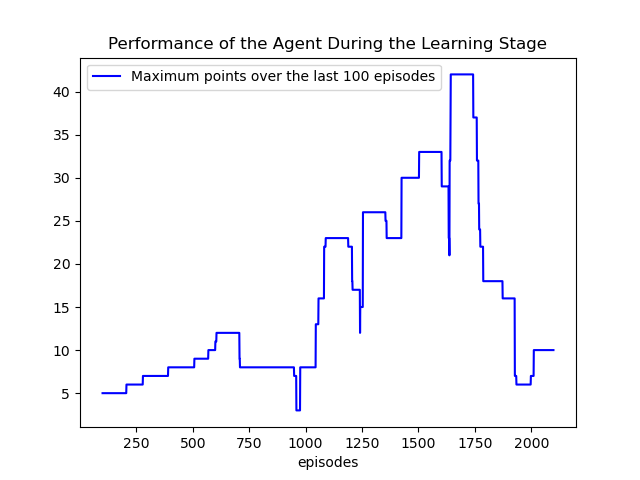 Performance of the Agent During the Learning Stage
Maximum points over the last 100 episodes
40
35
30
25
20
15
10
5
250 500 750 1000 1250 1500 1750 2000
episodes